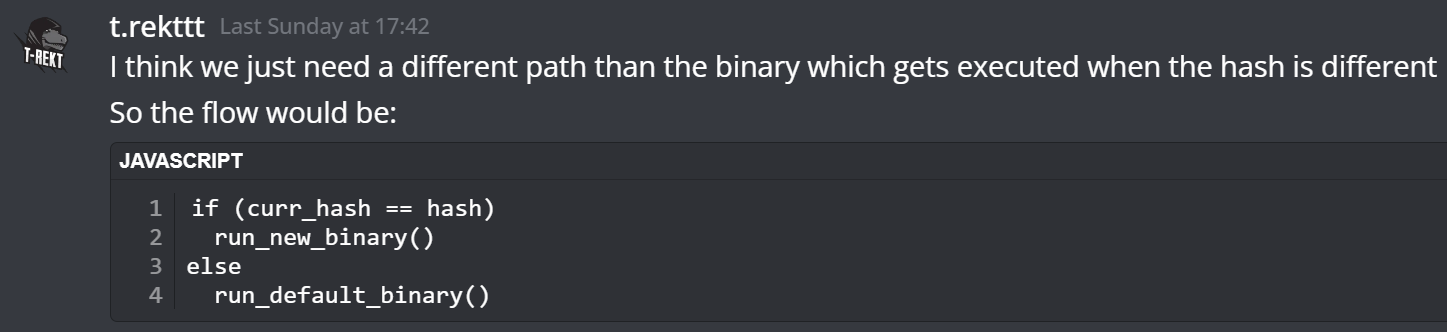 T-REKT
t.rekttt Last Sunday at 17:42
I think we just need a different path than the binary which gets executed when the hash is different
So the flow would be:
JAVASCRIPT
1 if (curr_hash == hash)
2   run_new_binary()
3 else
4   run_default_binary()